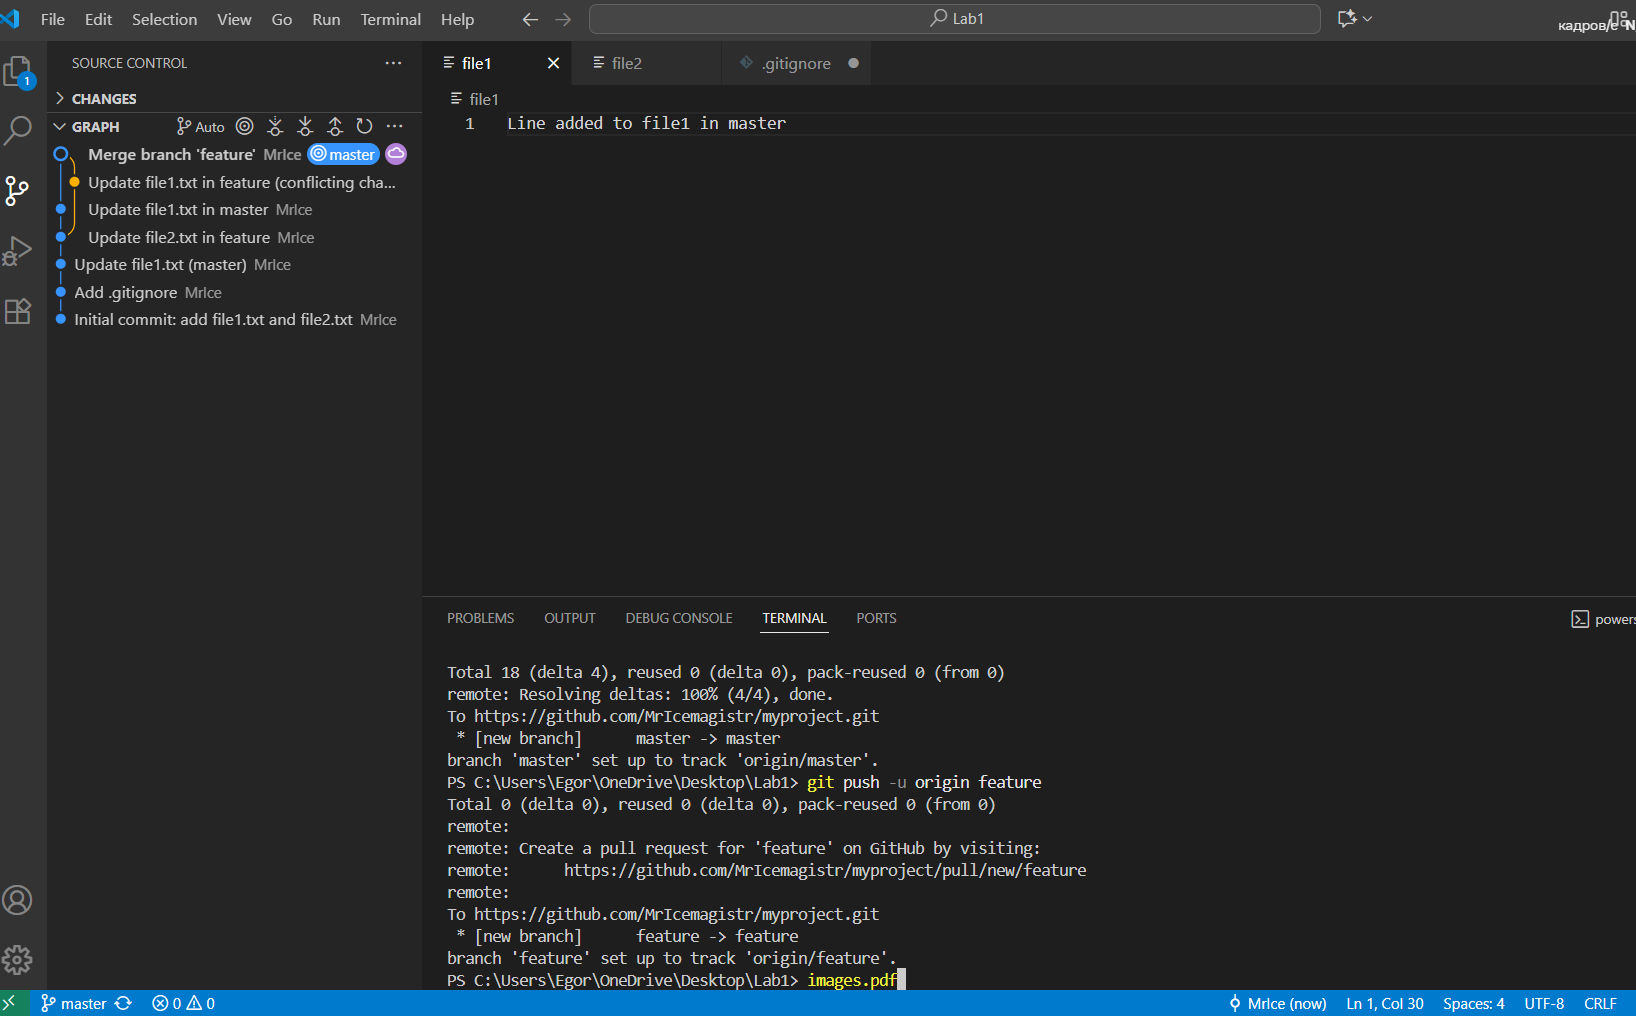 File Edit Selection View Go Run Terminal Help
Lab1
SOURCE CONTROL
CHANGES
GRAPH Auto
Merge branch 'feature' MrIce master
Update file1.txt in feature (conflicting cha...
Update file1.txt in master MrIce
Update file2.txt in feature MrIce
Update file1.txt (master) MrIce
Add .gitignore MrIce
Initial commit: add file1.txt and file2.txt MrIce
1
file1 file2 .gitignore
file1
1 Line added to file1 in master
PROBLEMS OUTPUT DEBUG CONSOLE TERMINAL PORTS
Total 18 (delta 4), reused 0 (delta 0), pack-reused 0 (from 0)
remote: Resolving deltas: 100% (4/4), done.
To https://github.com/MrIcemagistr/myproject.git
* [new branch] master -> master
branch 'master' set up to track 'origin/master'.
PS C:\Users\Egor\OneDrive\Desktop\Lab1> git push -u origin feature
Total 0 (delta 0), reused 0 (delta 0), pack-reused 0 (from 0)
remote:
remote: Create a pull request for 'feature' on GitHub by visiting:
remote: https://github.com/MrIcemagistr/myproject/pull/new/feature
remote:
To https://github.com/MrIcemagistr/myproject.git
* [new branch] feature -> feature
branch 'feature' set up to track 'origin/feature'.
PS C:\Users\Egor\OneDrive\Desktop\Lab1> images.pdf
master 0 0 MrIce (now) Ln 1, Col 30 Spaces: 4 UTF-8 CRLF